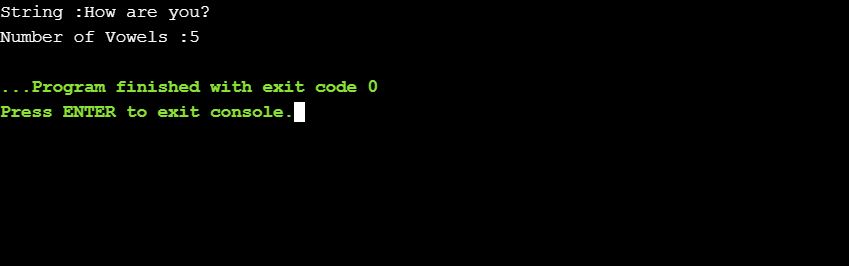 String :How are you?
Number of Vowels :5
...Program finished with exit code 0
Press ENTER to exit console.